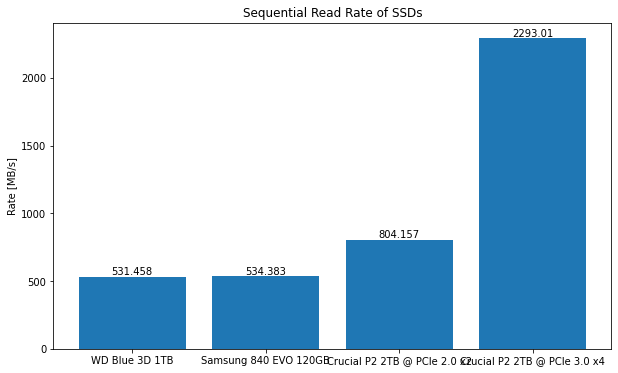 Sequential Read Rate of SSDs
2293.01
2000
1500
Rate [MB/s]
1000
804.157
531.458
534.383
500
0
WD Blue 3D 1TB
Samsung 840 EVO 120GB
Crucial P2 2TB @ PCIe 2.0 x2
Crucial P2 2TB @ PCIe 3.0 x4